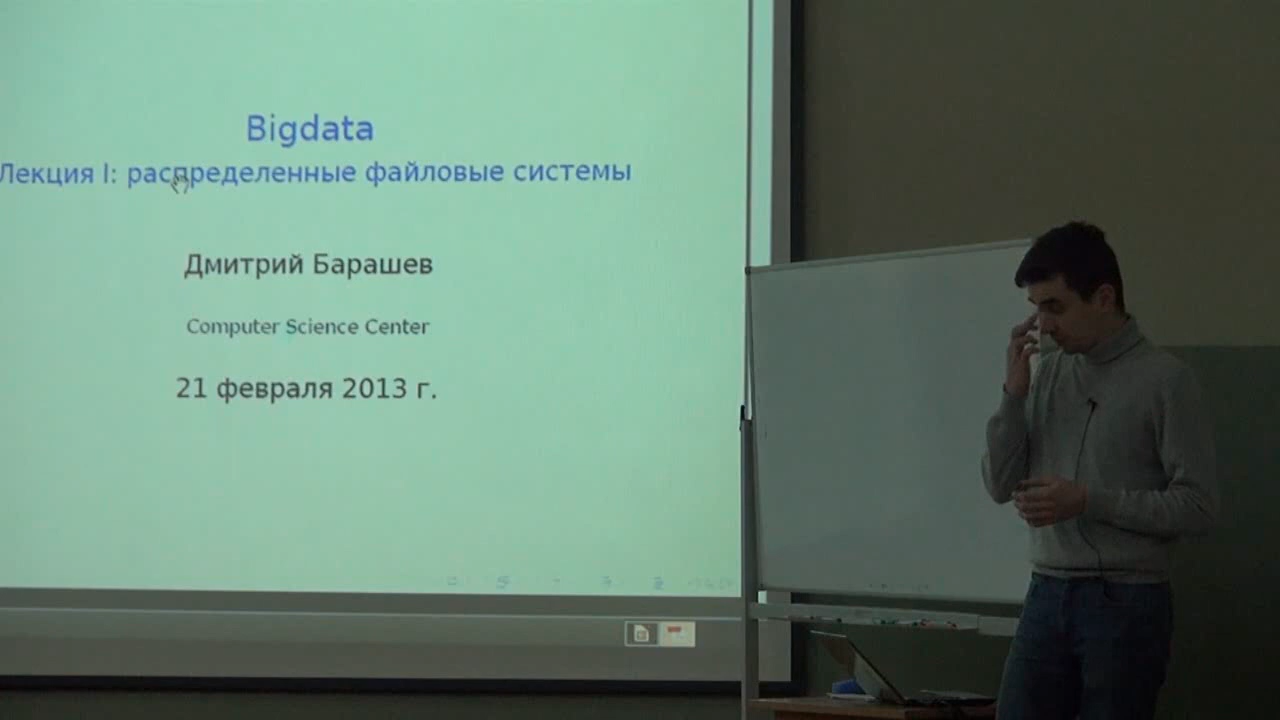 Bigdata
Лекция I: распределенные файловые системы
Дмитрий Барашев
Computer Science Center
21 февраля 2013 г.